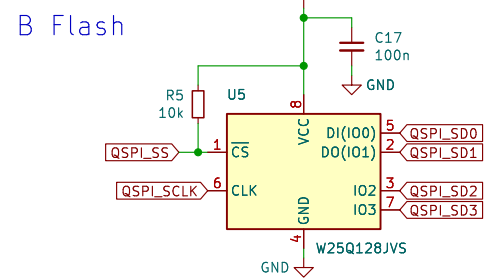 B Flash
C17
100n
GND
R5
10k
U5
8
VCC
QSPI_SS
1
CS
DI(IO0)
5
QSPI_SD0
DO(IO1)
2
QSPI_SD1
QSPI_SCLK
6
CLK
IO2
3
QSPI_SD2
IO3
7
QSPI_SD3
GND
4
W25Q128JVS
GND